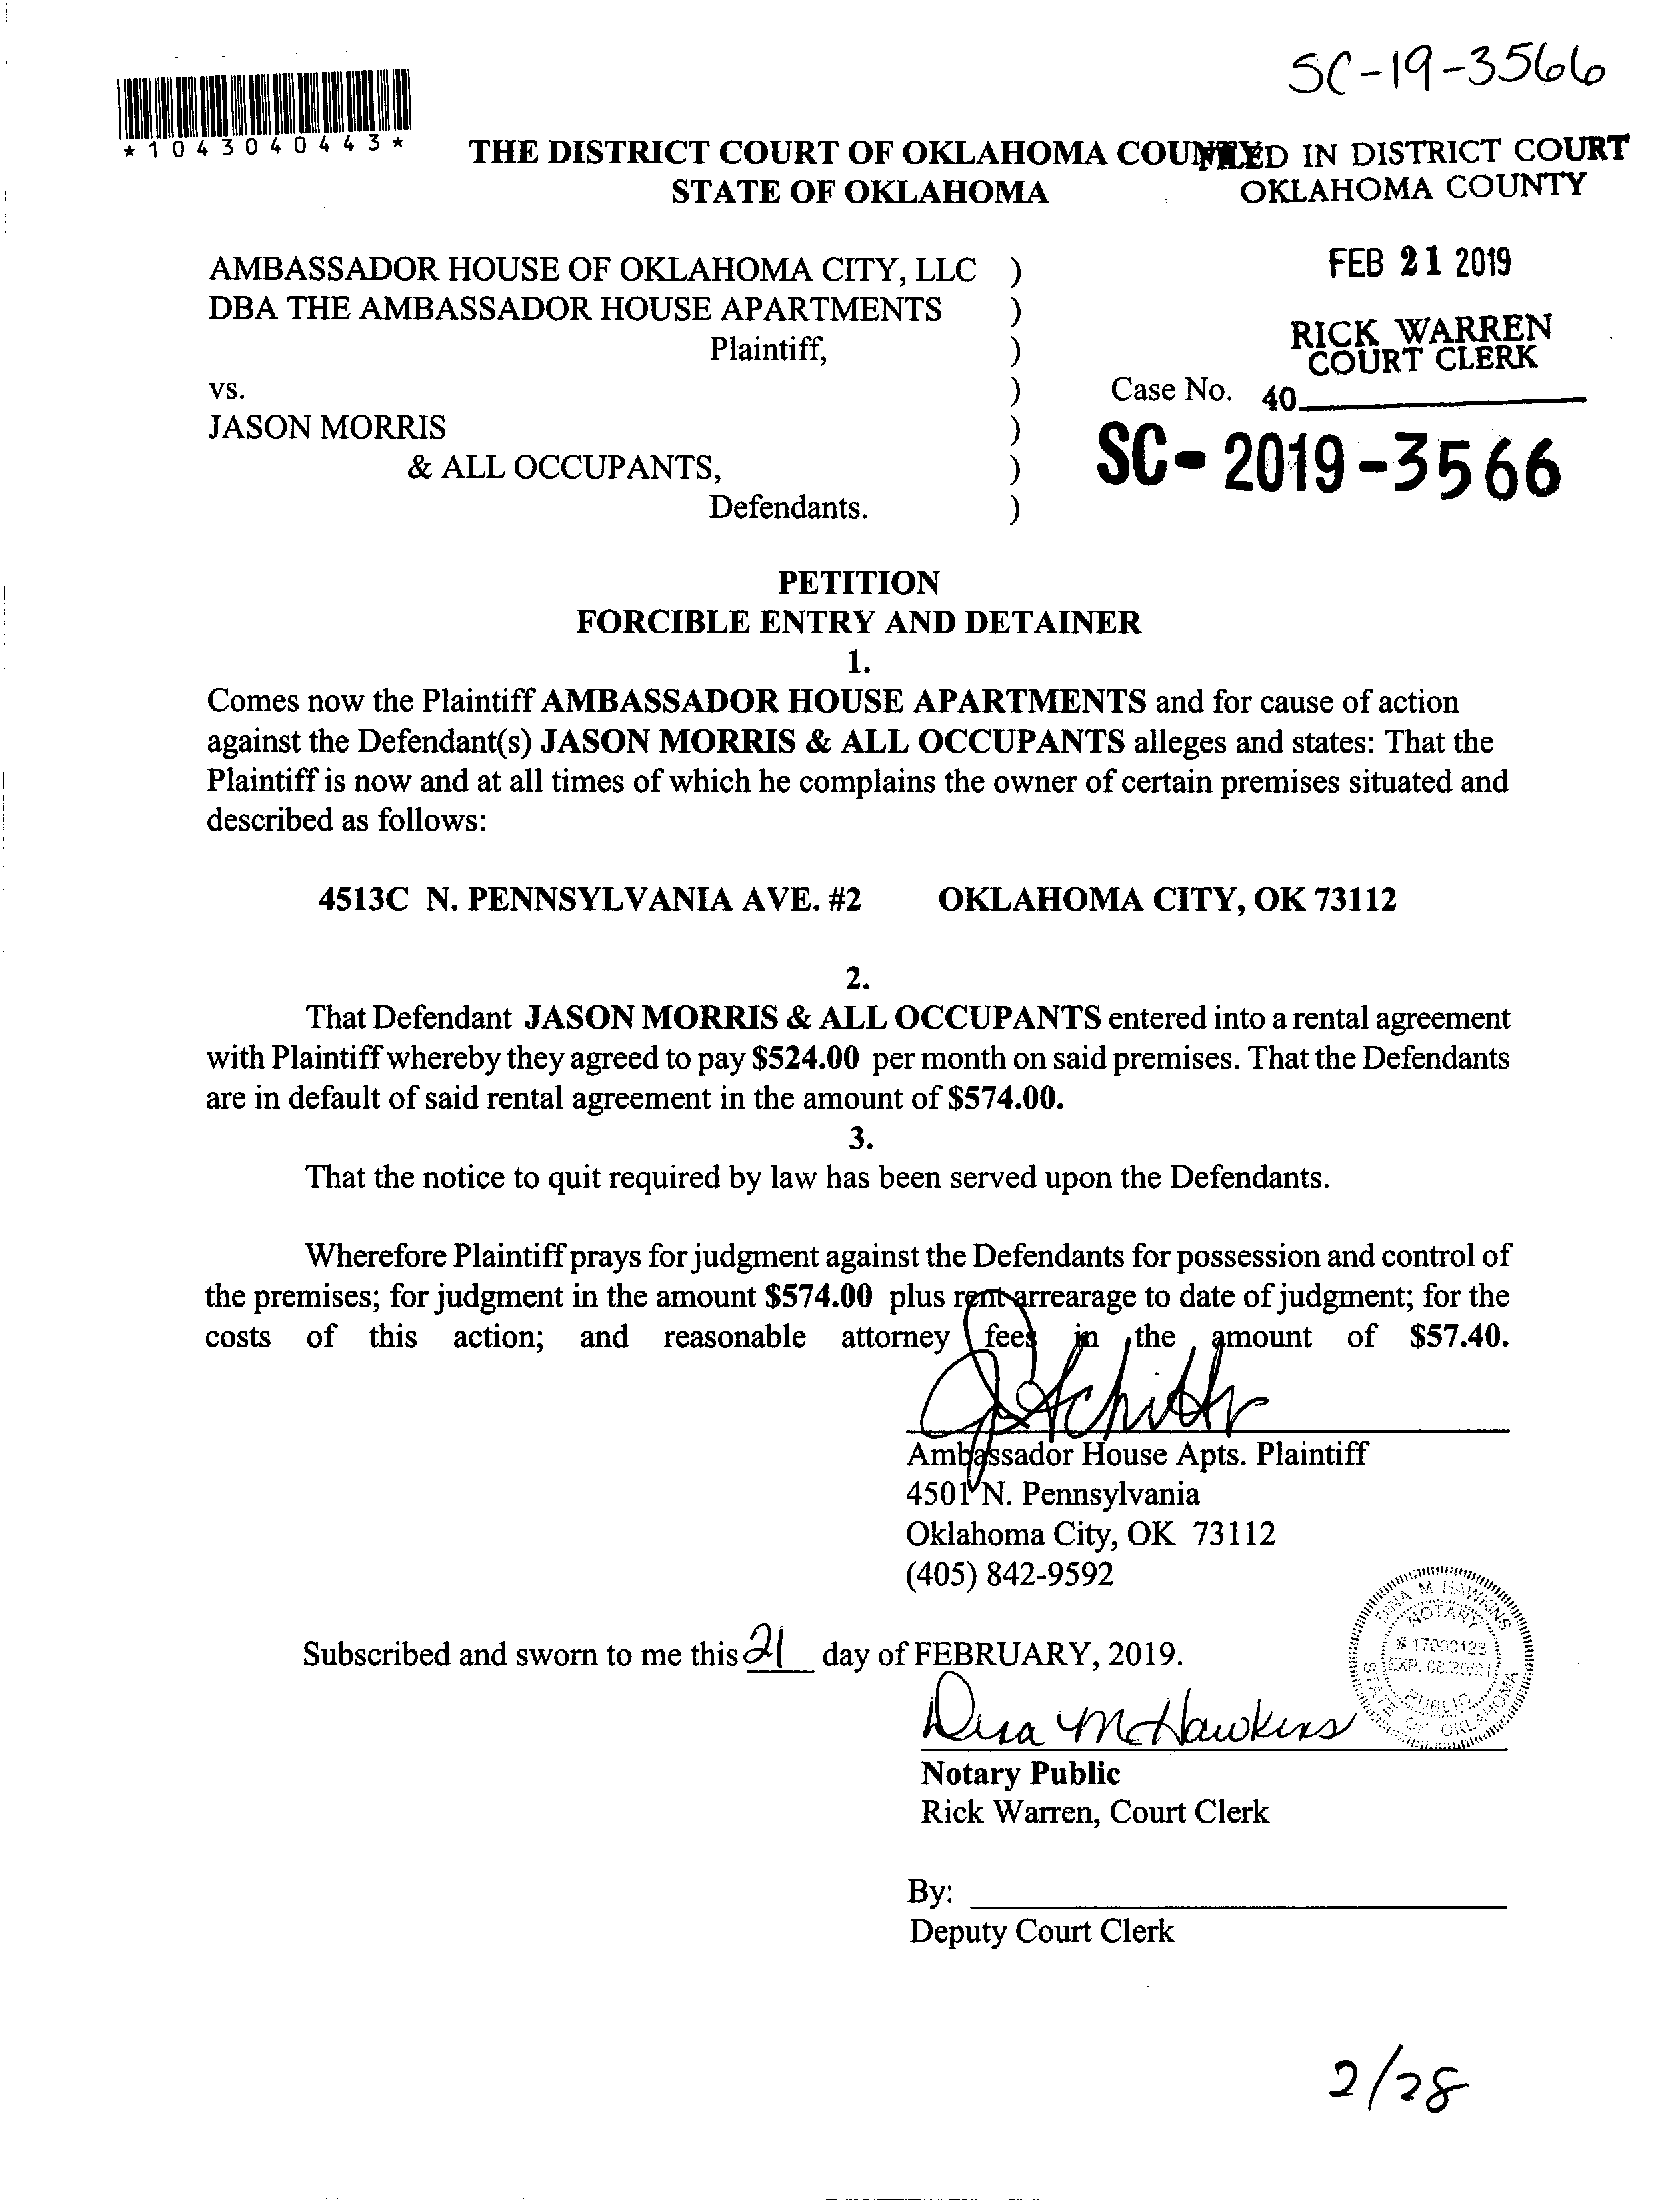 SC-19-3566
*1043040443*
THE DISTRICT COURT OF OKLAHOMA COUNTY
STATE OF OKLAHOMA
FILED IN DISTRICT COURT
OKLAHOMA COUNTY
FEB 21 2019
RICK WARREN
COURT CLERK
40
AMBASSADOR HOUSE OF OKLAHOMA CITY, LLC )
DBA THE AMBASSADOR HOUSE APARTMENTS )
Plaintiff, )
vs. ) Case No.
JASON MORRIS )
& ALL OCCUPANTS, ) SC-2019-3566
Defendants. )
PETITION
FORCIBLE ENTRY AND DETAINER
1.
Comes now the Plaintiff AMBASSADOR HOUSE APARTMENTS and for cause of action
against the Defendant(s) JASON MORRIS & ALL OCCUPANTS alleges and states: That the
Plaintiff is now and at all times of which he complains the owner of certain premises situated and
described as follows:
4513C N. PENNSYLVANIA AVE. #2 OKLAHOMA CITY, OK 73112
2.
That Defendant JASON MORRIS & ALL OCCUPANTS entered into a rental agreement
with Plaintiff whereby they agreed to pay $524.00 per month on said premises. That the Defendants
are in default of said rental agreement in the amount of $574.00.
3.
That the notice to quit required by law has been served upon the Defendants.
Wherefore Plaintiff prays for judgment against the Defendants for possession and control of
the premises; for judgment in the amount $574.00 plus rent arrearage to date of judgment; for the
costs of this action; and reasonable attorney fees in the amount of $57.40.
Ambassador House Apts. Plaintiff
4501 N. Pennsylvania
Oklahoma City, OK 73112
(405) 842-9592
Subscribed and sworn to me this 21 day of FEBRUARY, 2019.
M HAWKINS
NOTARY
PUBLIC
STATE OF OKLAHOMA
Dina M Hawkins
Notary Public
Rick Warren, Court Clerk
By:
Deputy Court Clerk
2/28